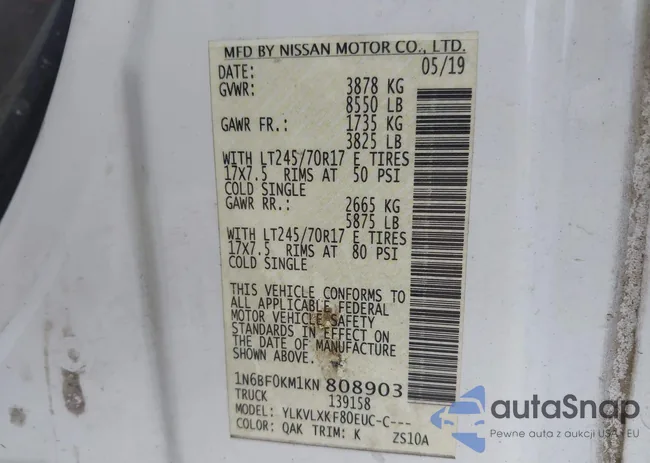 MFD BY NISSAN MOTOR CO., LTD.
DATE: 05/19
GVWR: 3878 KG
8550 LB
GAWR FR.: 1735 KG
3825 LB
WITH LT245/70R17 E TIRES
17X7.5 RIMS AT 50 PSI
COLD SINGLE
GAWR RR.: 2665 KG
5875 LB
WITH LT245/70R17 E TIRES
17X7.5 RIMS AT 80 PSI
COLD SINGLE
THIS VEHICLE CONFORMS TO
ALL APPLICABLE FEDERAL
MOTOR VEHICLE SAFETY
STANDARDS IN EFFECT ON
THE DATE OF MANUFACTURE
SHOWN ABOVE.
1N6BF0KM1KN 808903
TRUCK 139158
MODEL: YLKVLXKF80EUC-C---
COLOR: QAK TRIM: K ZS10A
autoSnap
Pewne auta z aukcji USA i EU